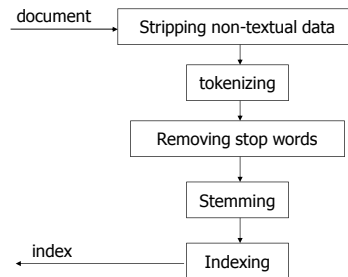 document
Stripping non-textual data
tokenizing
Removing stop words
Stemming
index
Indexing